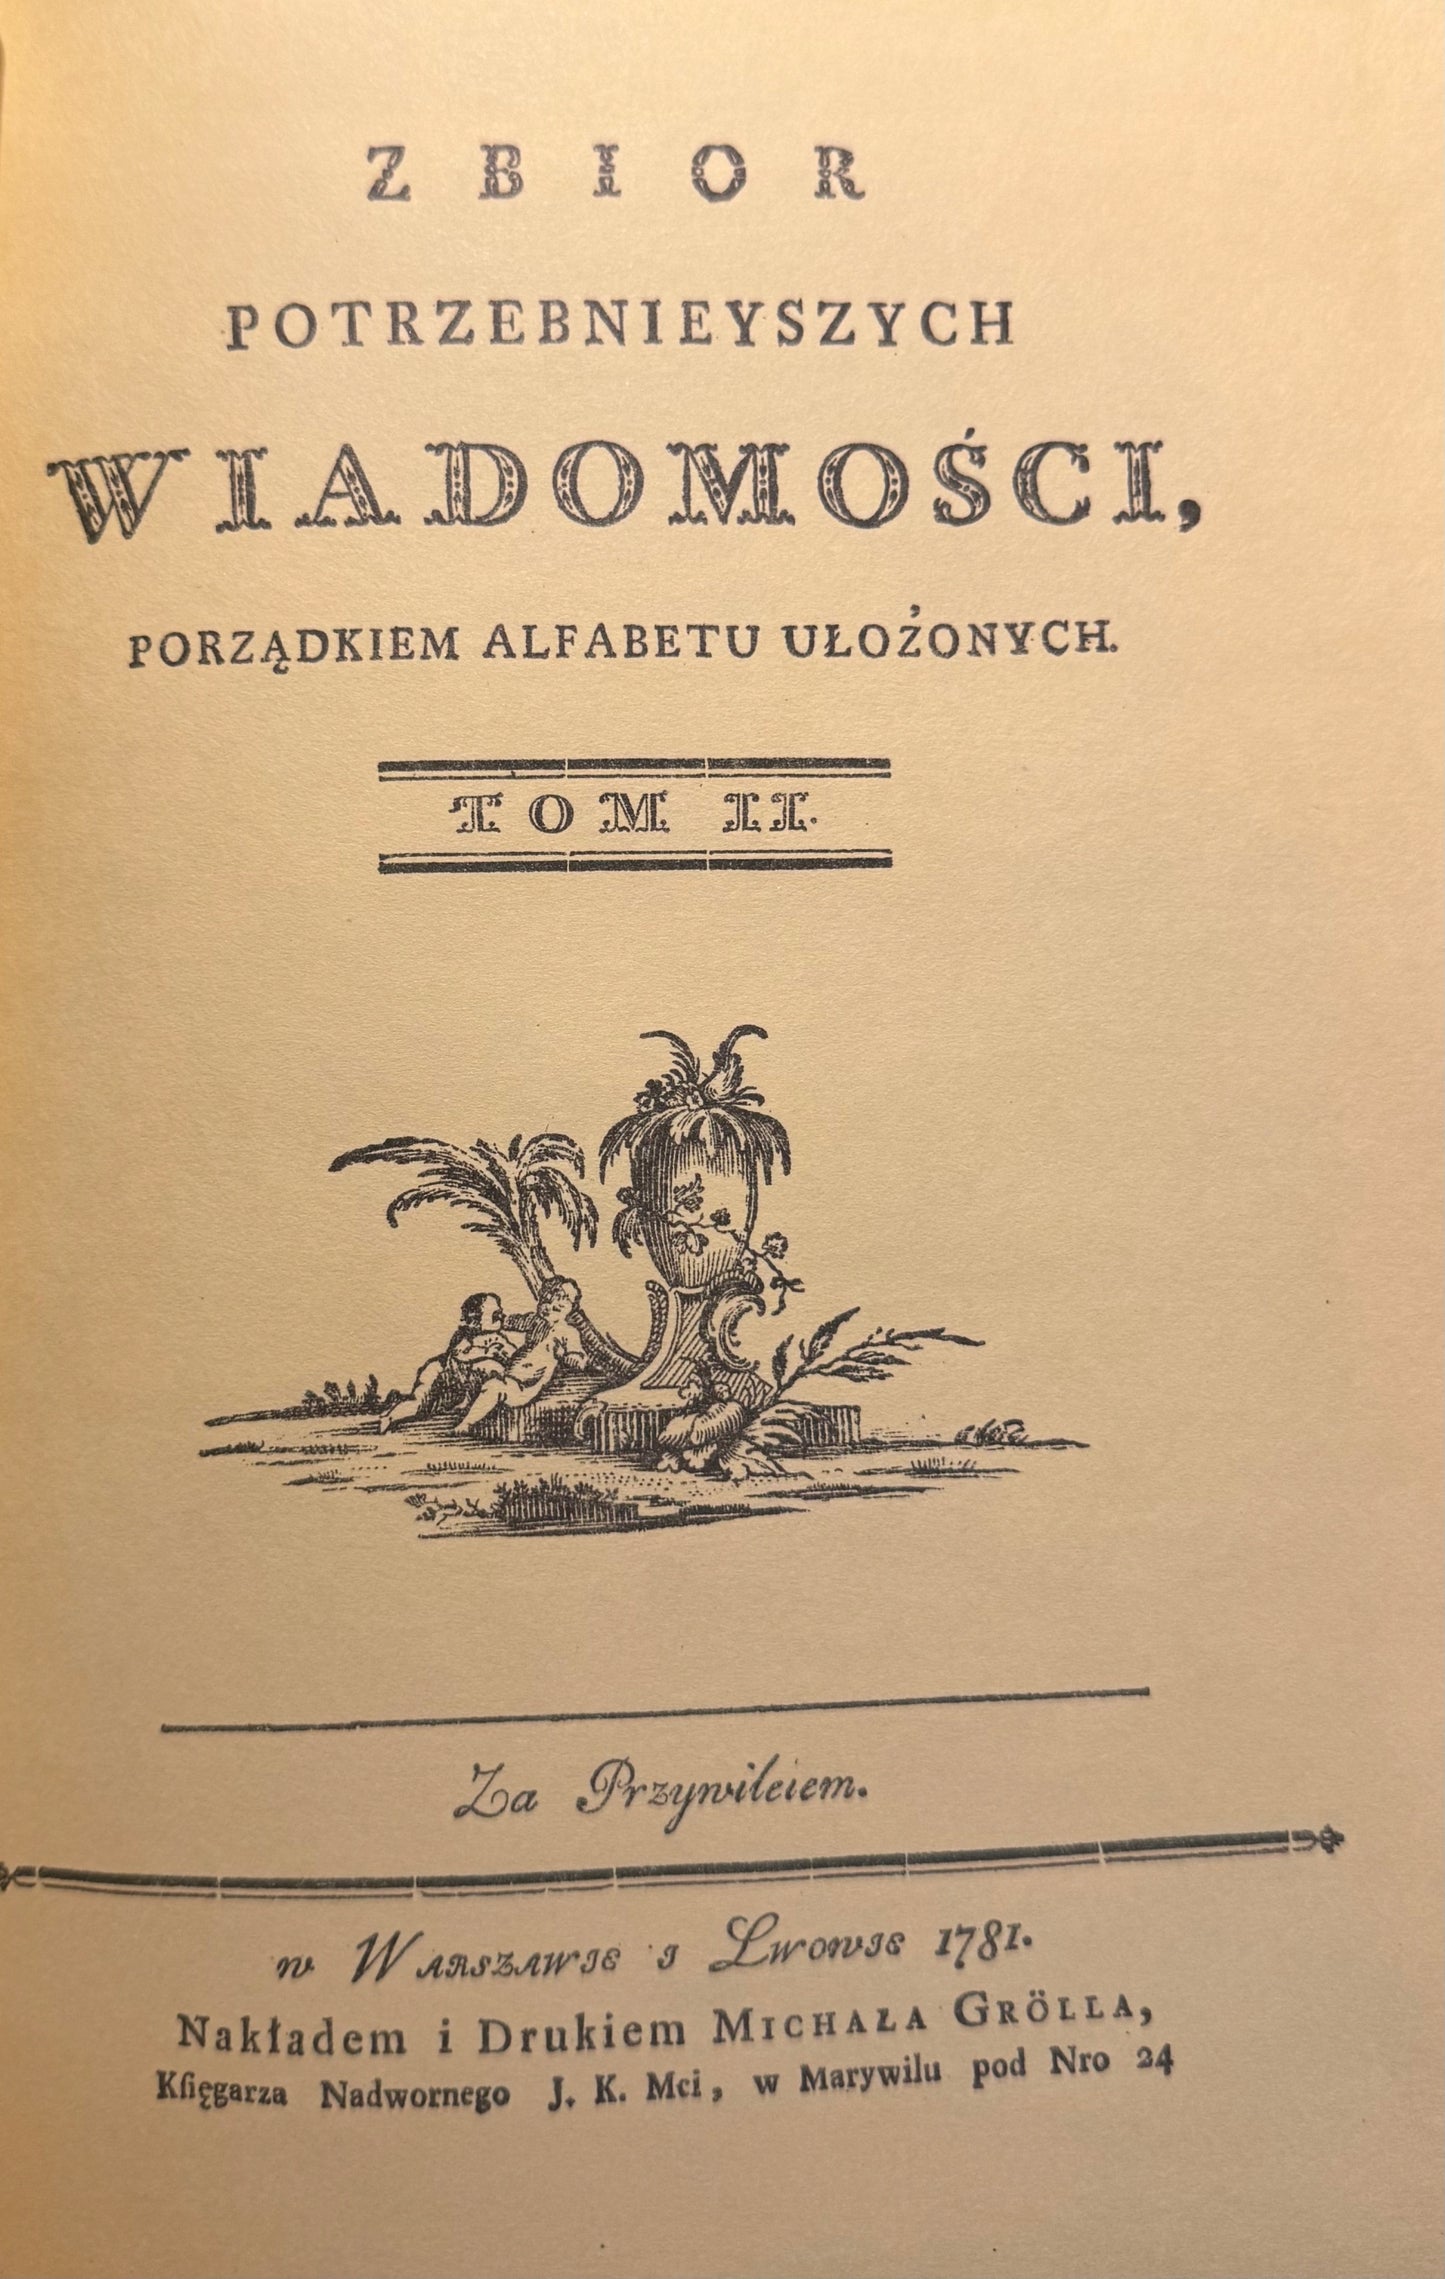 ZBIOR
POTRZEBNIEYSZYCH
WIADOMOŚCI,
PORZĄDKIEM ALFABETU UŁOŻONYCH.
TOM II.
Za Przywileiem.
w WARSZAWIE I LWOWIE 1781.
Nakładem i Drukiem MICHAŁA GRÖLLA,
Kſięgarza Nadwornego J. K. Mci, w Marywilu pod Nro 24